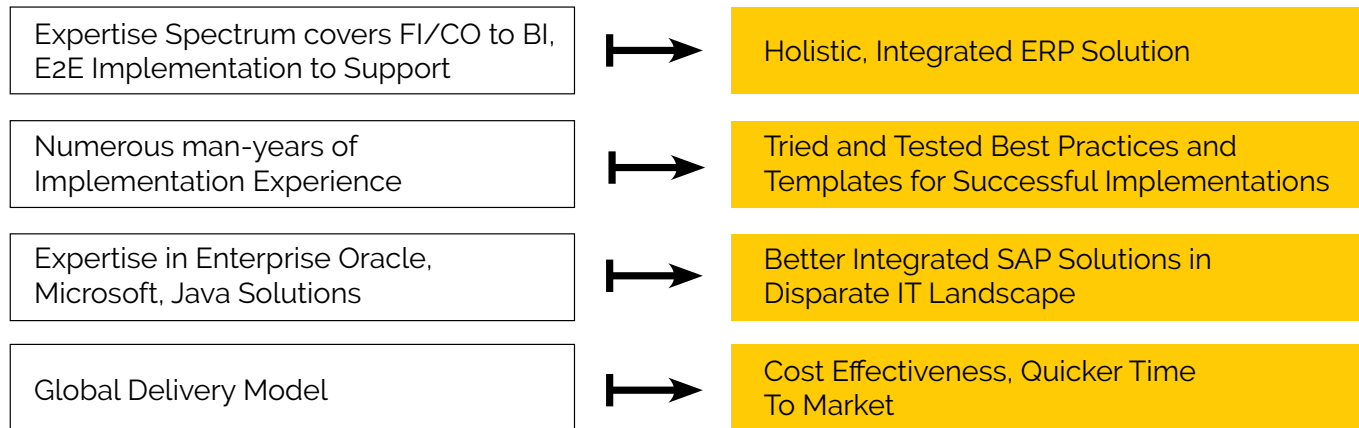 Expertise Spectrum covers FI/CO to BI,
E2E Implementation to Support
Holistic, Integrated ERP Solution
Numerous man-years of
Implementation Experience
Tried and Tested Best Practices and
Templates for Successful Implementations
Expertise in Enterprise Oracle,
Microsoft, Java Solutions
Better Integrated SAP Solutions in
Disparate IT Landscape
Global Delivery Model
Cost Effectiveness, Quicker Time
To Market